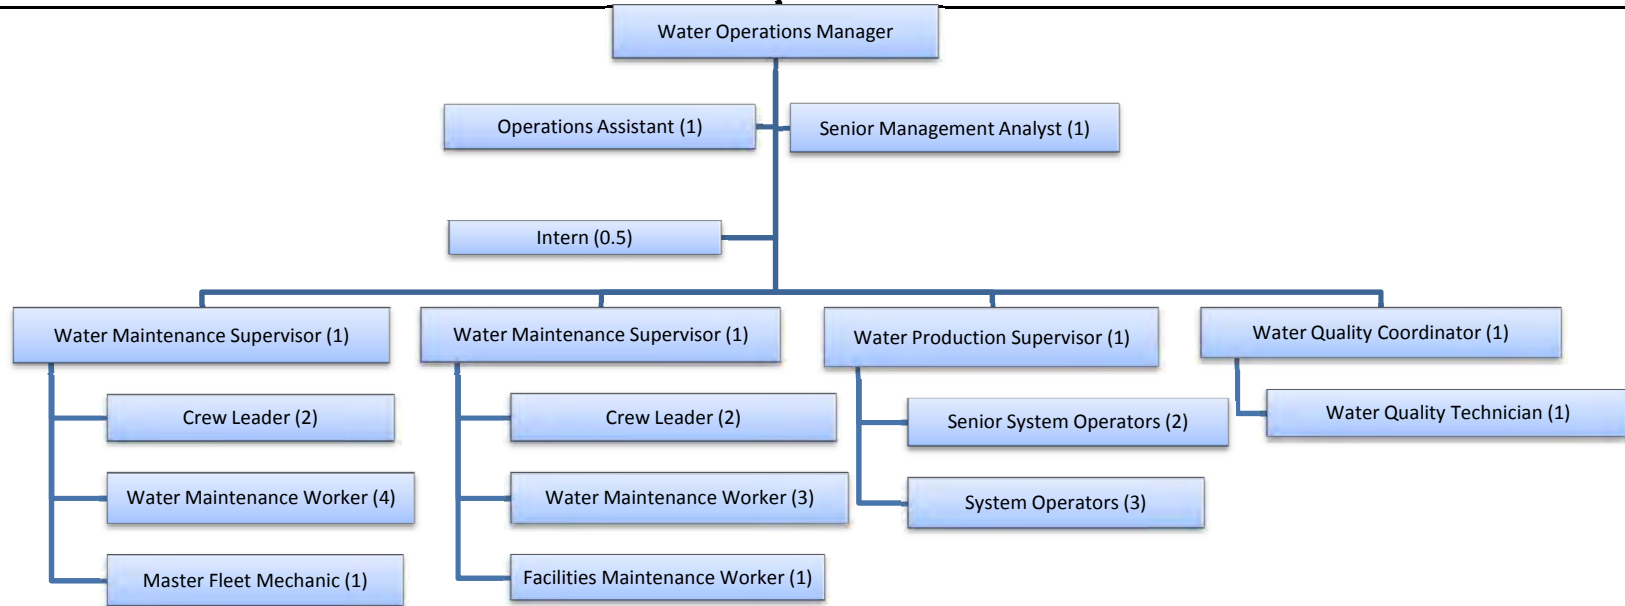 Water Operations Manager
Operations Assistant (1)
Senior Management Analyst (1)
Intern (0.5)
Water Maintenance Supervisor (1)
Water Maintenance Supervisor (1)
Water Production Supervisor (1)
Water Quality Coordinator (1)
Crew Leader (2)
Crew Leader (2)
Senior System Operators (2)
Water Quality Technician (1)
Water Maintenance Worker (4)
Water Maintenance Worker (3)
System Operators (3)
Master Fleet Mechanic (1)
Facilities Maintenance Worker (1)